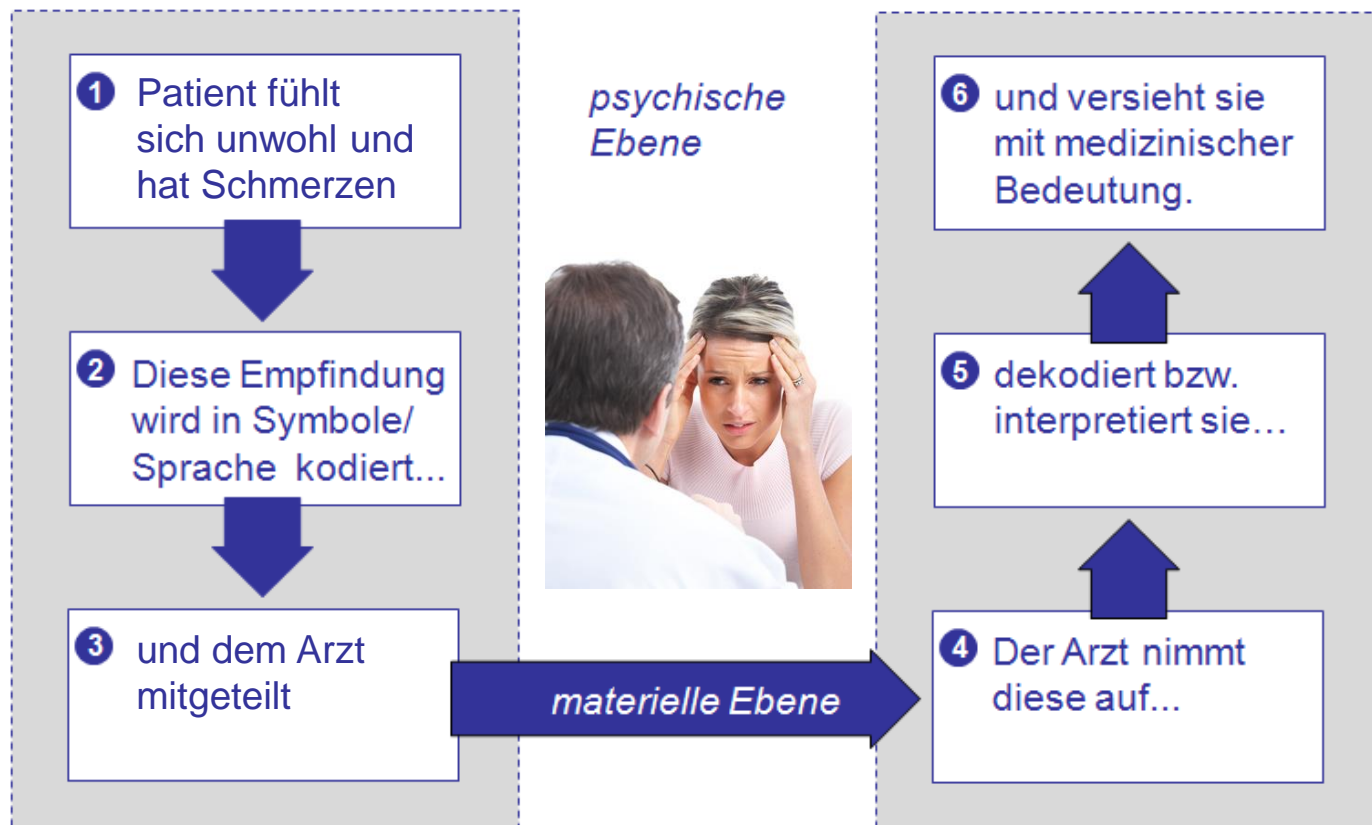 1 Patient fühlt
sich unwohl und
hat Schmerzen
2 Diese Empfindung
wird in Symbole/
Sprache kodiert...
3 und dem Arzt
mitgeteilt
psychische
Ebene
materielle Ebene
4 Der Arzt nimmt
diese auf...
5 dekodiert bzw.
interpretiert sie...
6 und versieht sie
mit medizinischer
Bedeutung.